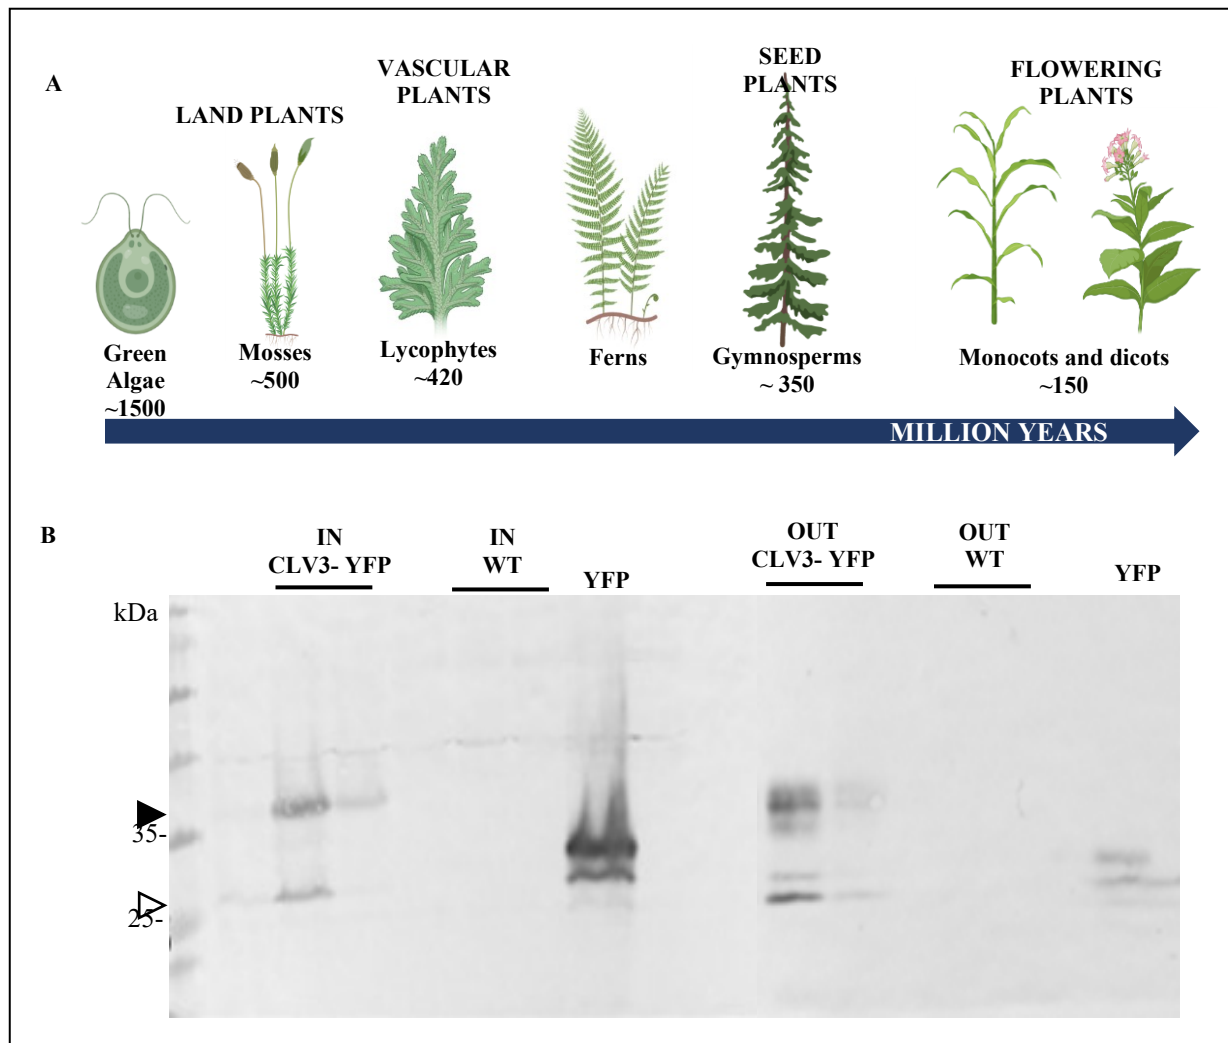 A
LAND PLANTS
VASCULAR
PLANTS
SEED
PLANTS
FLOWERING
PLANTS
Green
Algae
~1500
Mosses
~500
Lycophytes
~420
Ferns
Gymnosperms
~ 350
Monocots and dicots
~150
MILLION YEARS
B
IN
CLV3- YFP
IN
WT
YFP
OUT
CLV3- YFP
OUT
WT
YFP
kDa
35-
25-